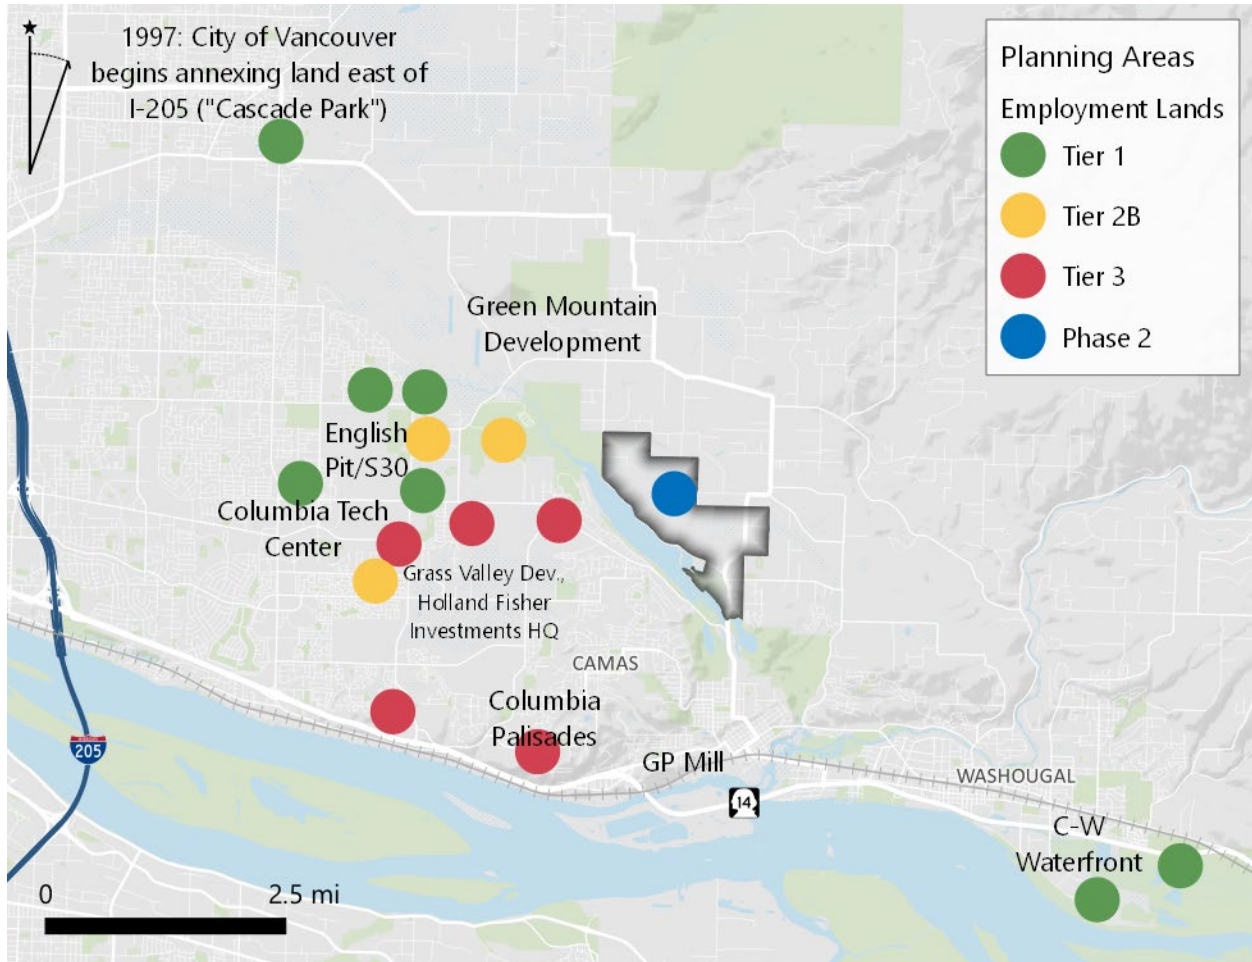 1997: City of Vancouver
begins annexing land east of
I-205 ("Cascade Park")
Planning Areas
Employment Lands
Tier 1
Tier 2B
Tier 3
Phase 2
Green Mountain
Development
English
Pit/S30
Columbia Tech
Center
Grass Valley Dev.,
Holland Fisher
Investments HQ
CAMAS
Columbia
Palisades
205
GP Mill
14
WASHOUGAL
C-W
Waterfront
0
2.5 mi